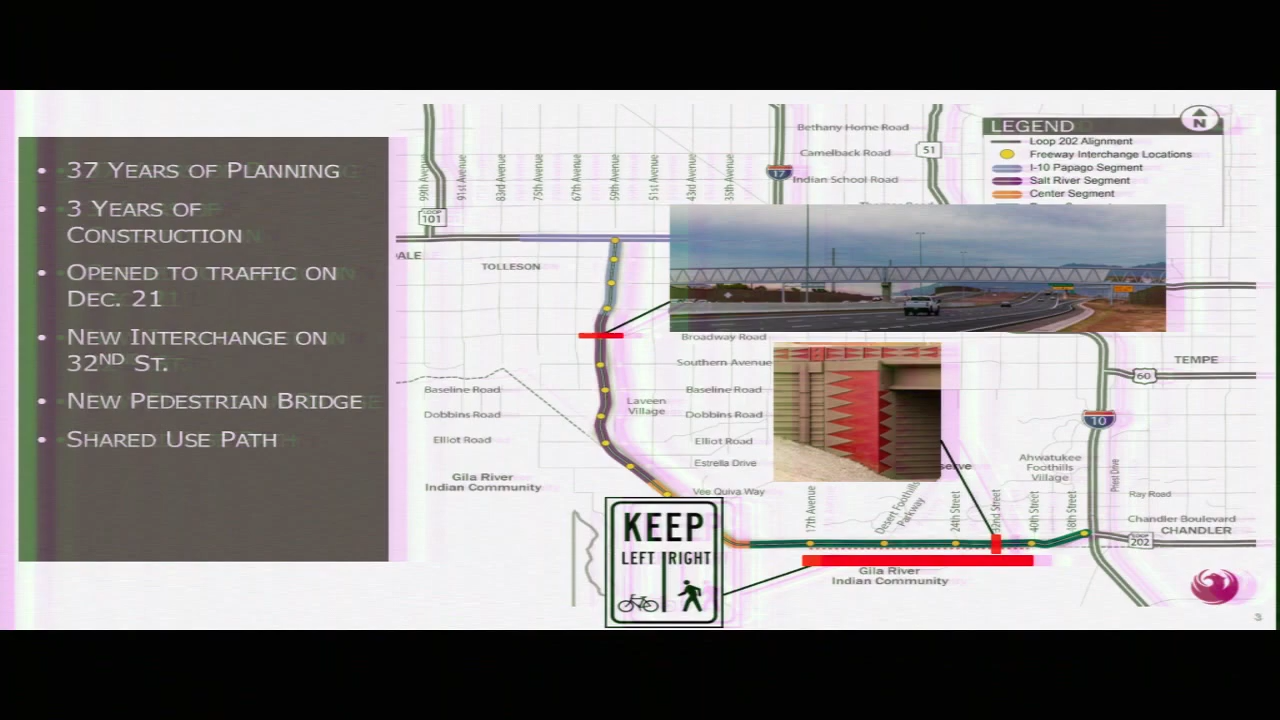 • 37 Years of Planning
• 3 Years of
Construction
• Opened to traffic on
Dec. 21
• New Interchange on
32nd St.
• New Pedestrian Bridge
• Shared Use Path
99th Avenue
91st Avenue
83rd Avenue
75th Avenue
67th Avenue
59th Avenue
51st Avenue
43rd Avenue
35th Avenue
Bethany Home Road
Camelback Road
Indian School Road
17
51
LOOP
101
N
LEGEND
Loop 202 Alignment
Freeway Interchange Locations
I-10 Papago Segment
Salt River Segment
Center Segment
TOLLESON
Broadway Road
Southern Avenue
Baseline Road
Dobbins Road
Elliot Road
Estrella Drive
Vee Quiva Way
Baseline Road
Dobbins Road
Elliot Road
Laveen
Village
Gila River
Indian Community
TEMPE
60
10
Ahwatukee
Foothills
Village
Priest Drive
Ray Road
Chandler Boulevard
CHANDLER
LOOP
202
17th Avenue
Desert Foothills
Parkway
24th Street
32nd Street
40th Street
48th Street
Gila River
Indian Community
KEEP
LEFT RIGHT
3